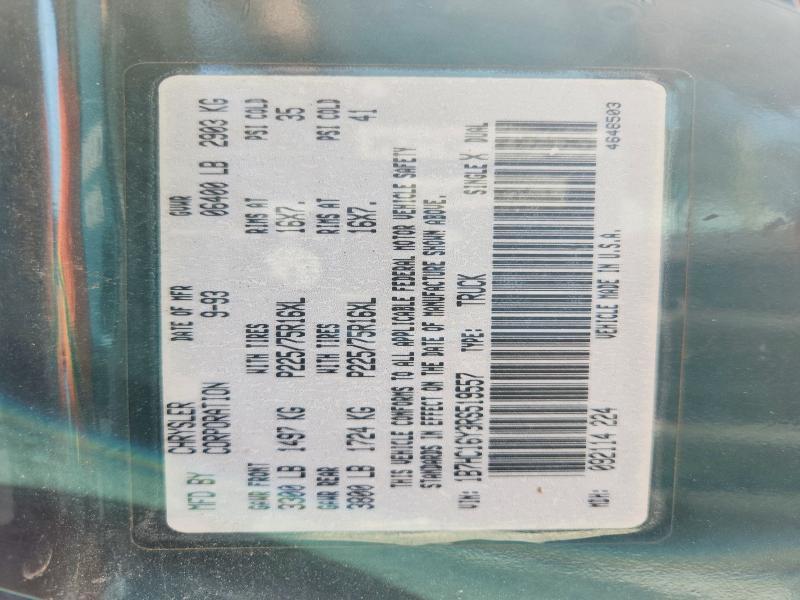 MFD BY CHRYSLER CORPORATION DATE OF MFR 9-93 GVWR 06400 LB 2903 KG
GAWR FRONT WITH TIRES RIMS AT PSI COLD
3300 LB 1497 KG P225/75R16XL 16X7. 35
GAWR REAR WITH TIRES RIMS AT PSI COLD
3800 LB 1724 KG P225/75R16XL 16X7. 41
THIS VEHICLE CONFORMS TO ALL APPLICABLE FEDERAL MOTOR VEHICLE SAFETY
STANDARDS IN EFFECT ON THE DATE OF MANUFACTURE SHOWN ABOVE.
VIN: 1B7HC16Y3RS519557 TYPE: TRUCK SINGLE X DUAL
MDH: 092114 224 VEHICLE MADE IN U.S.A. 4648503